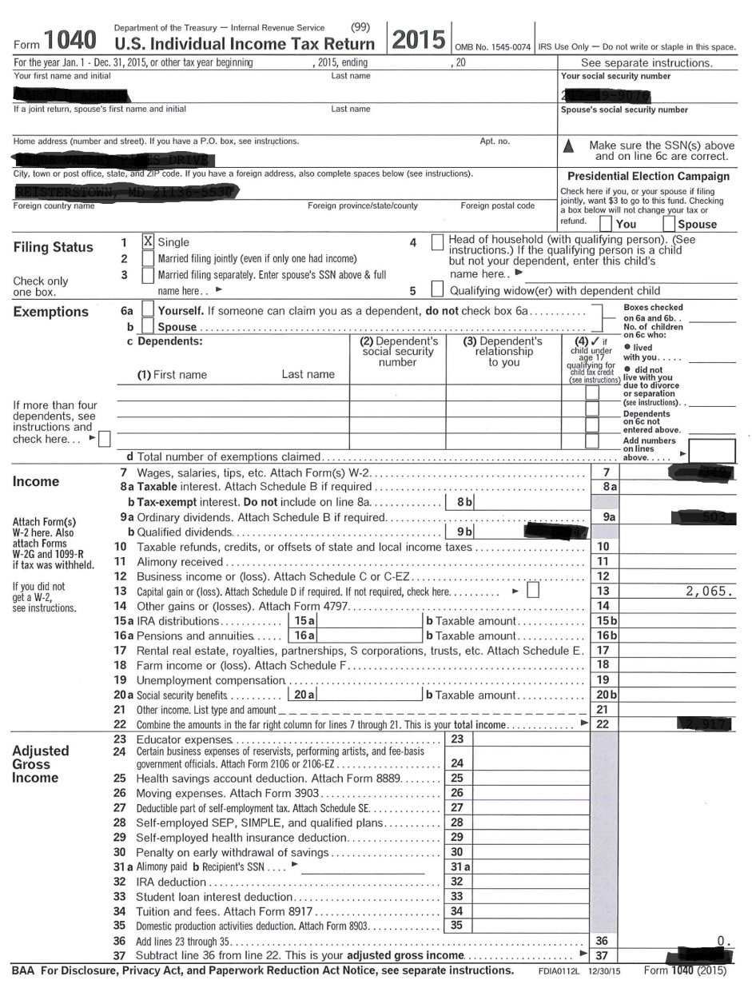 Form 1040 Department of the Treasury — Internal Revenue Service (99)
U.S. Individual Income Tax Return 2015 OMB No. 1545-0074 IRS Use Only — Do not write or staple in this space.
For the year Jan. 1 - Dec. 31, 2015, or other tax year beginning , 2015, ending , 20 See separate instructions.
Your first name and initial Last name Your social security number
If a joint return, spouse's first name and initial Last name Spouse's social security number
Home address (number and street). If you have a P.O. box, see instructions. Apt. no.
▲ Make sure the SSN(s) above
and on line 6c are correct.
City, town or post office, state, and ZIP code. If you have a foreign address, also complete spaces below (see instructions).
Presidential Election Campaign
Check here if you, or your spouse if filing
jointly, want $3 to go to this fund. Checking
a box below will not change your tax or
refund. You Spouse
Foreign country name Foreign province/state/county Foreign postal code
Filing Status
Check only
one box.
1 X Single
2 Married filing jointly (even if only one had income)
3 Married filing separately. Enter spouse's SSN above & full
name here.. ►
4 Head of household (with qualifying person). (See
instructions.) If the qualifying person is a child
but not your dependent, enter this child's
name here.. ►
5 Qualifying widow(er) with dependent child
Exemptions
6a Yourself. If someone can claim you as a dependent, do not check box 6a...........
b Spouse
c Dependents:
(1) First name Last name
(2) Dependent's
social security
number
(3) Dependent's
relationship
to you
(4) ✓ if
child under
age 17
qualifying for
child tax credit
(see instructions)
Boxes checked
on 6a and 6b. .
No. of children
on 6c who:
● lived
with you.....
● did not
live with you
due to divorce
or separation
(see instructions). .
Dependents
on 6c not
entered above.
Add numbers
on lines
above..... ►
If more than four
dependents, see
instructions and
check here... ►
d Total number of exemptions claimed
Income
Attach Form(s)
W-2 here. Also
attach Forms
W-2G and 1099-R
if tax was withheld.
If you did not
get a W-2,
see instructions.
7 Wages, salaries, tips, etc. Attach Form(s) W-2 7
8a Taxable interest. Attach Schedule B if required 8a
b Tax-exempt interest. Do not include on line 8a 8b
9a Ordinary dividends. Attach Schedule B if required 9a
b Qualified dividends 9b
10 Taxable refunds, credits, or offsets of state and local income taxes 10
11 Alimony received 11
12 Business income or (loss). Attach Schedule C or C-EZ 12
13 Capital gain or (loss). Attach Schedule D if required. If not required, check here.......... ► 13 2,065.
14 Other gains or (losses). Attach Form 4797 14
15a IRA distributions 15a b Taxable amount 15b
16a Pensions and annuities 16a b Taxable amount 16b
17 Rental real estate, royalties, partnerships, S corporations, trusts, etc. Attach Schedule E. 17
18 Farm income or (loss). Attach Schedule F 18
19 Unemployment compensation 19
20a Social security benefits 20a b Taxable amount 20b
21 Other income. List type and amount 21
22 Combine the amounts in the far right column for lines 7 through 21. This is your total income ► 22
Adjusted
Gross
Income
23 Educator expenses 23
24 Certain business expenses of reservists, performing artists, and fee-basis
government officials. Attach Form 2106 or 2106-EZ 24
25 Health savings account deduction. Attach Form 8889 25
26 Moving expenses. Attach Form 3903 26
27 Deductible part of self-employment tax. Attach Schedule SE 27
28 Self-employed SEP, SIMPLE, and qualified plans 28
29 Self-employed health insurance deduction 29
30 Penalty on early withdrawal of savings 30
31a Alimony paid b Recipient's SSN .... ► 31a
32 IRA deduction 32
33 Student loan interest deduction 33
34 Tuition and fees. Attach Form 8917 34
35 Domestic production activities deduction. Attach Form 8903 35
36 Add lines 23 through 35 36 0.
37 Subtract line 36 from line 22. This is your adjusted gross income ► 37
BAA For Disclosure, Privacy Act, and Paperwork Reduction Act Notice, see separate instructions. FDIA0112L 12/30/15 Form 1040 (2015)